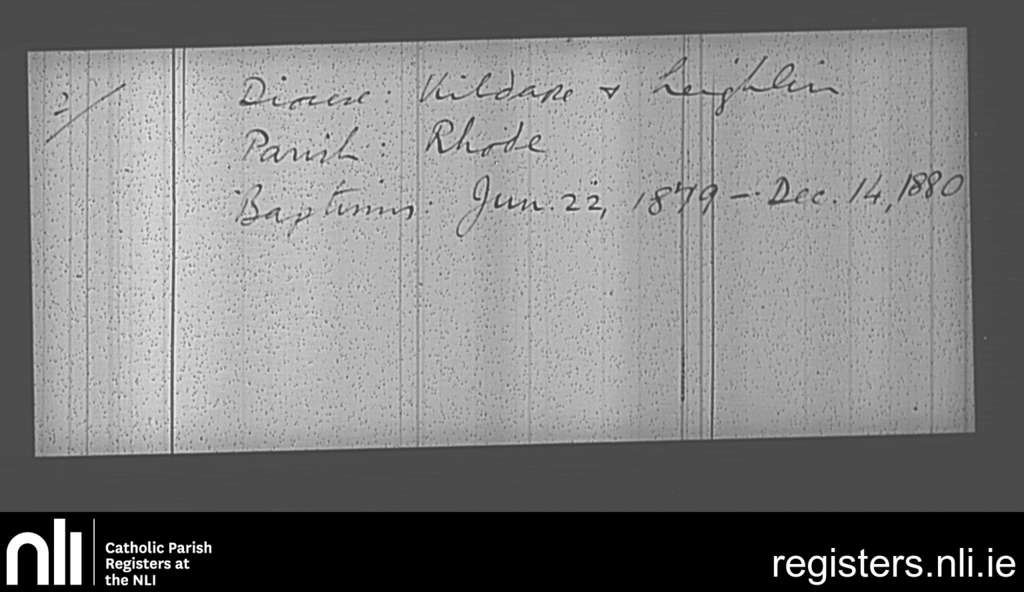 2/
Diocese: Kildare & Leighlin
Parish: Rhode
Baptisms: Jun. 22, 1879 - Dec. 14, 1880
nli
Catholic Parish
Registers at
the NLI
registers.nli.ie